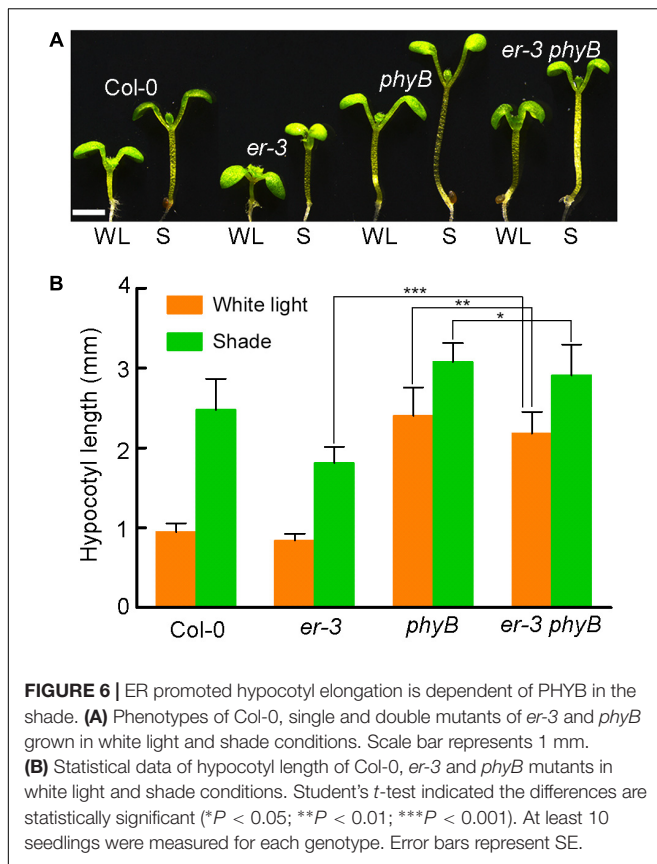 A
Col-0
er-3
phyB
er-3 phyB
WL S WL S WL S WL S
B
White light
Shade
***
**
*
Hypocotyl length (mm)
4
3
2
1
0
Col-0 er-3 phyB er-3 phyB
FIGURE 6 | ER promoted hypocotyl elongation is dependent of PHYB in the
shade. (A) Phenotypes of Col-0, single and double mutants of er-3 and phyB
grown in white light and shade conditions. Scale bar represents 1 mm.
(B) Statistical data of hypocotyl length of Col-0, er-3 and phyB mutants in
white light and shade conditions. Student's t-test indicated the differences are
statistically significant (*P < 0.05; **P < 0.01; ***P < 0.001). At least 10
seedlings were measured for each genotype. Error bars represent SE.